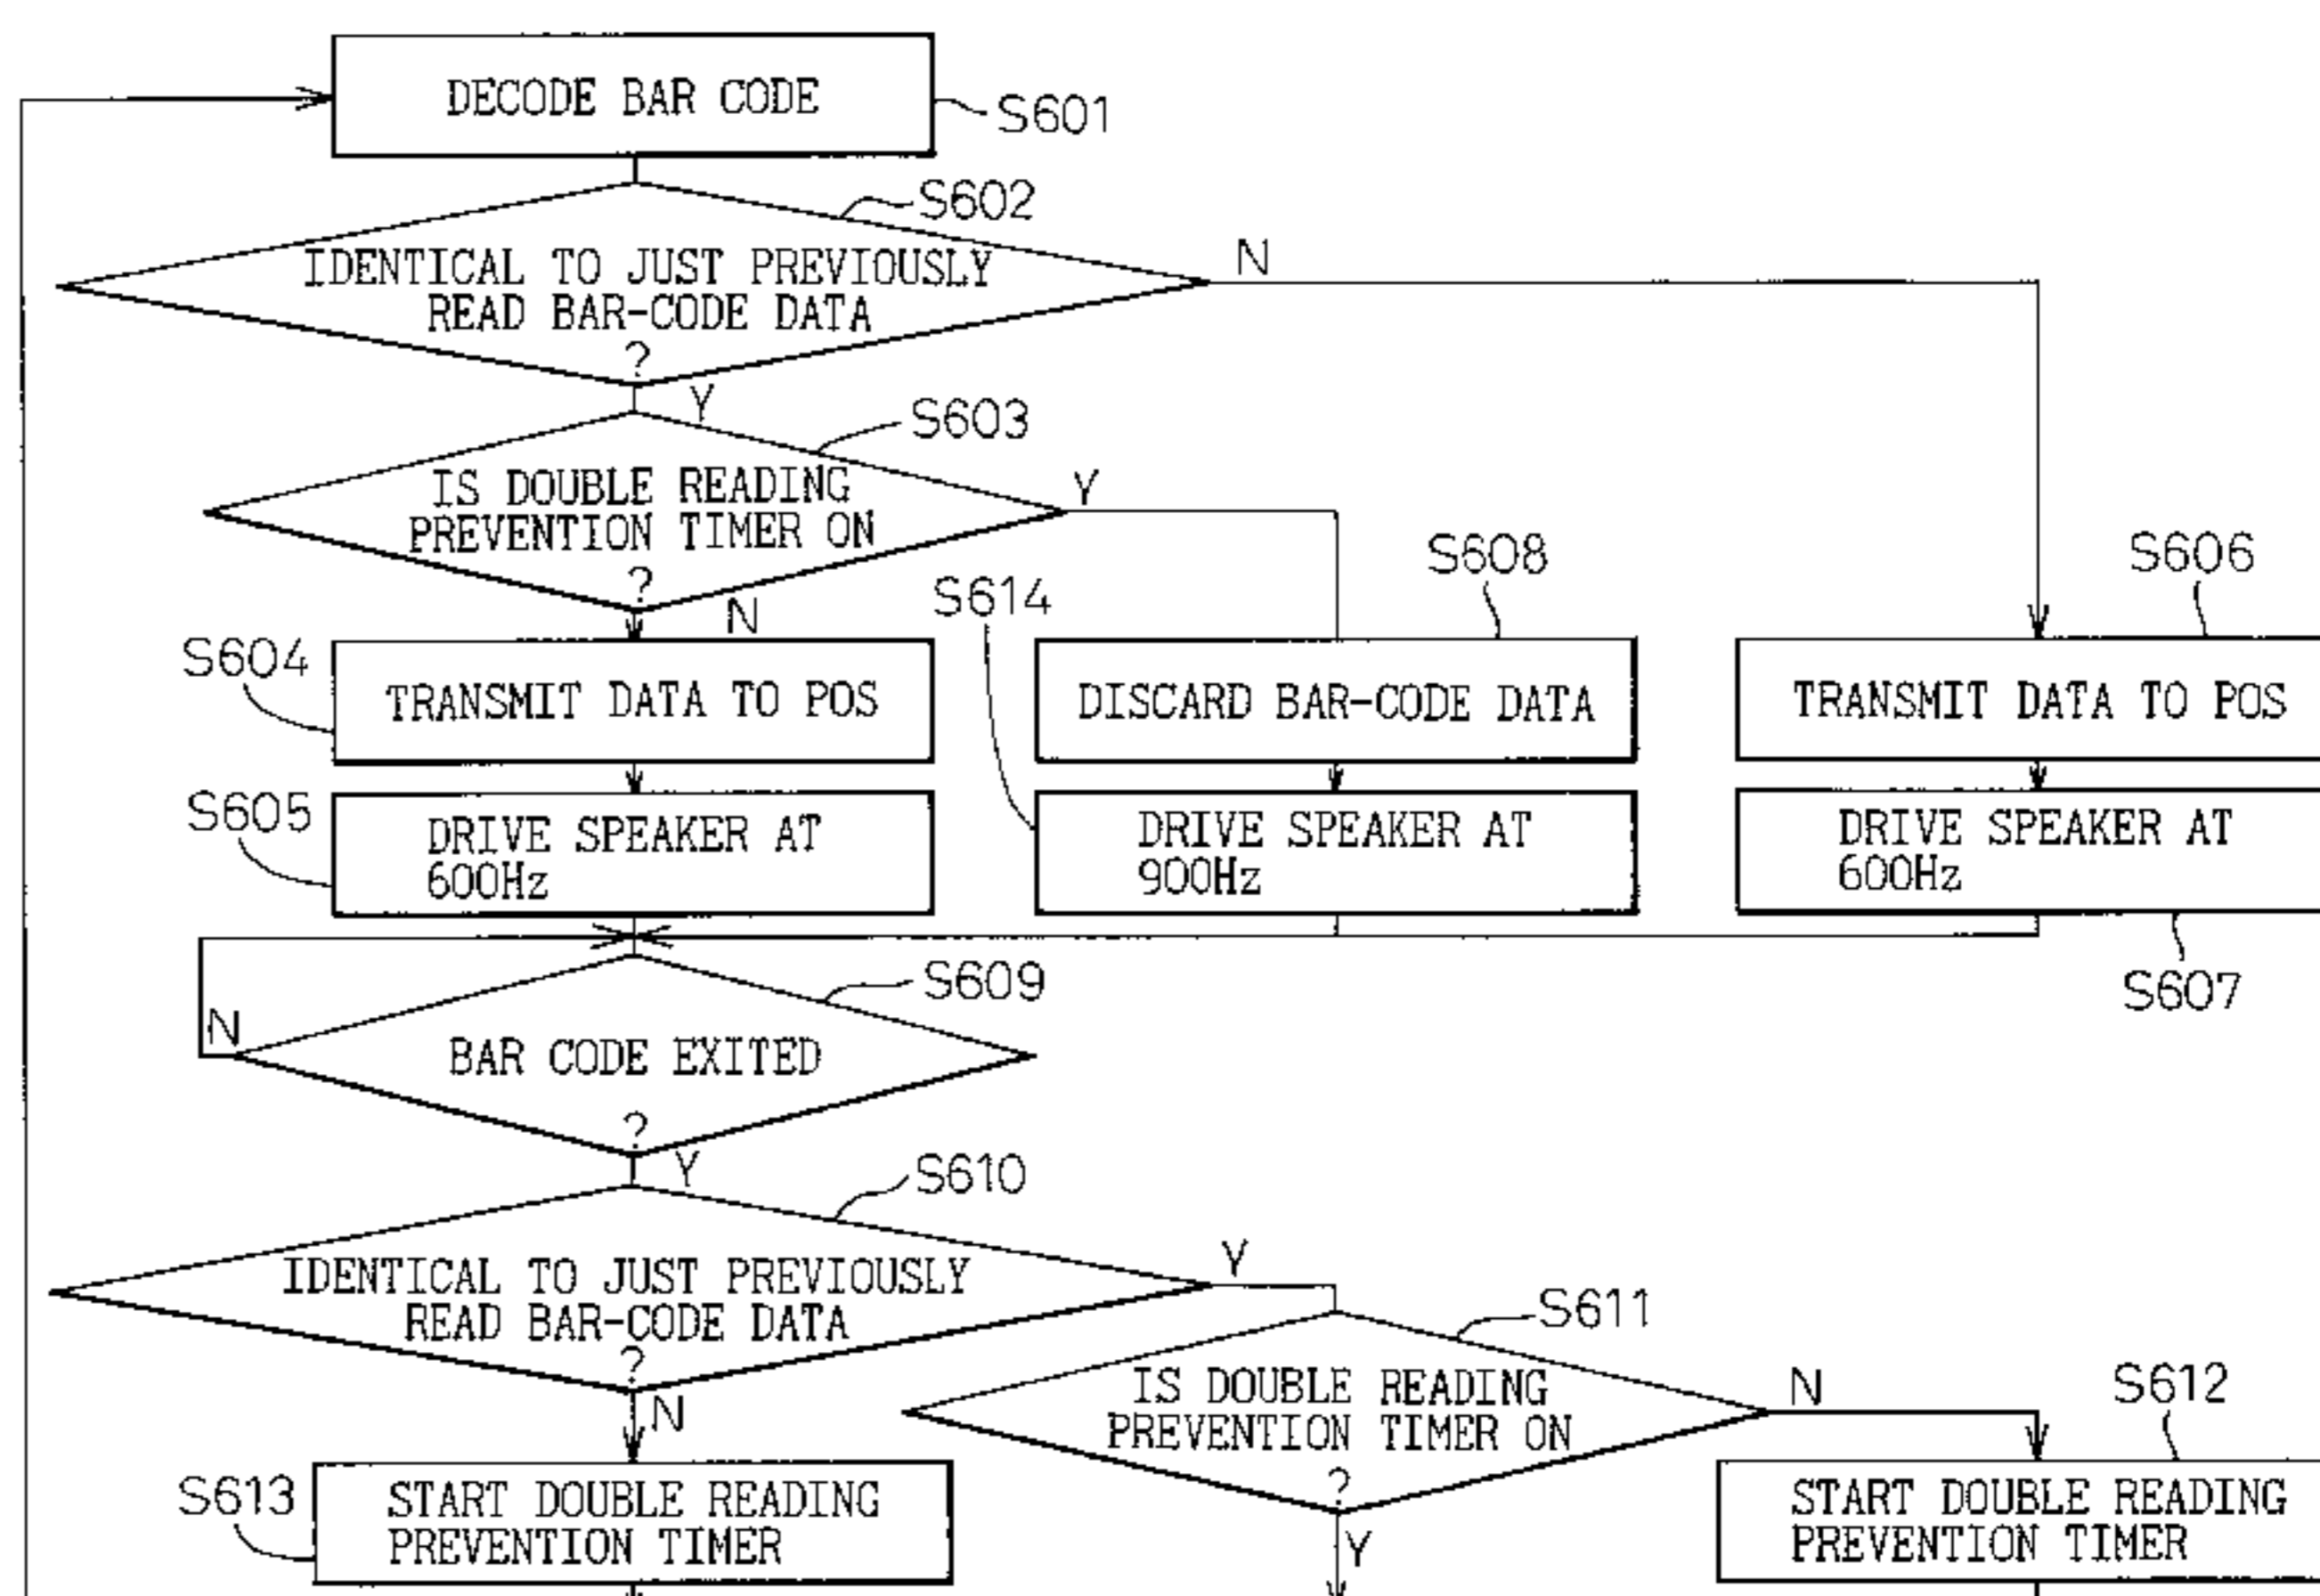 DECODE BAR CODE
S601
S602
IDENTICAL TO JUST PREVIOUSLY
READ BAR-CODE DATA
?
N
Y
S603
IS DOUBLE READING
PREVENTION TIMER ON
?
Y
N
S604
TRANSMIT DATA TO POS
S614
S608
DISCARD BAR-CODE DATA
S606
TRANSMIT DATA TO POS
S605
DRIVE SPEAKER AT
600Hz
DRIVE SPEAKER AT
900Hz
DRIVE SPEAKER AT
600Hz
S607
S609
N
BAR CODE EXITED
?
Y
S610
IDENTICAL TO JUST PREVIOUSLY
READ BAR-CODE DATA
?
Y
N
S611
IS DOUBLE READING
PREVENTION TIMER ON
?
N
Y
S612
S613
START DOUBLE READING
PREVENTION TIMER
START DOUBLE READING
PREVENTION TIMER